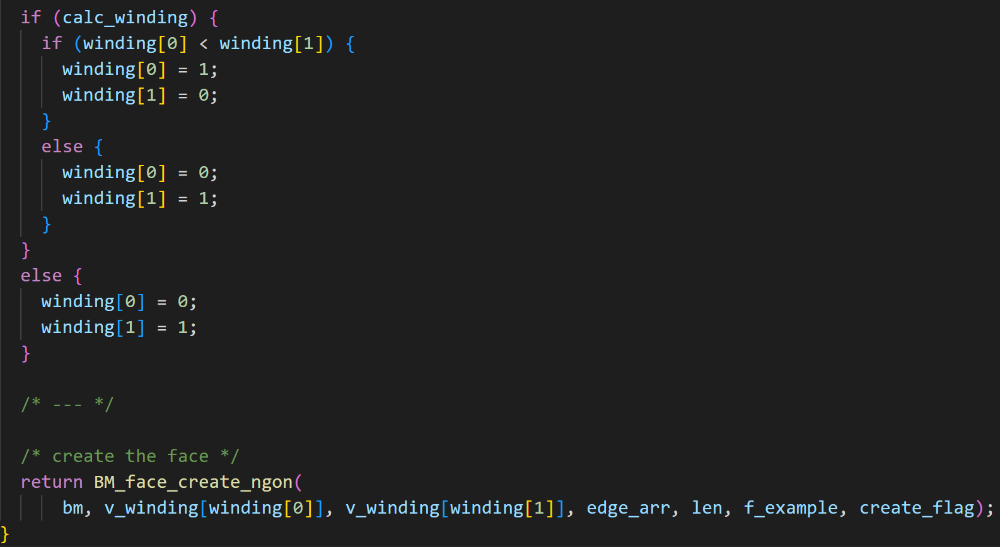 if (calc_winding) {
if (winding[0] < winding[1]) {
winding[0] = 1;
winding[1] = 0;
}
else {
winding[0] = 0;
winding[1] = 1;
}
}
else {
winding[0] = 0;
winding[1] = 1;
}
/* --- */
/* create the face */
return BM_face_create_ngon(
bm, v_winding[winding[0]], v_winding[winding[1]], edge_arr, len, f_example, create_flag);
}